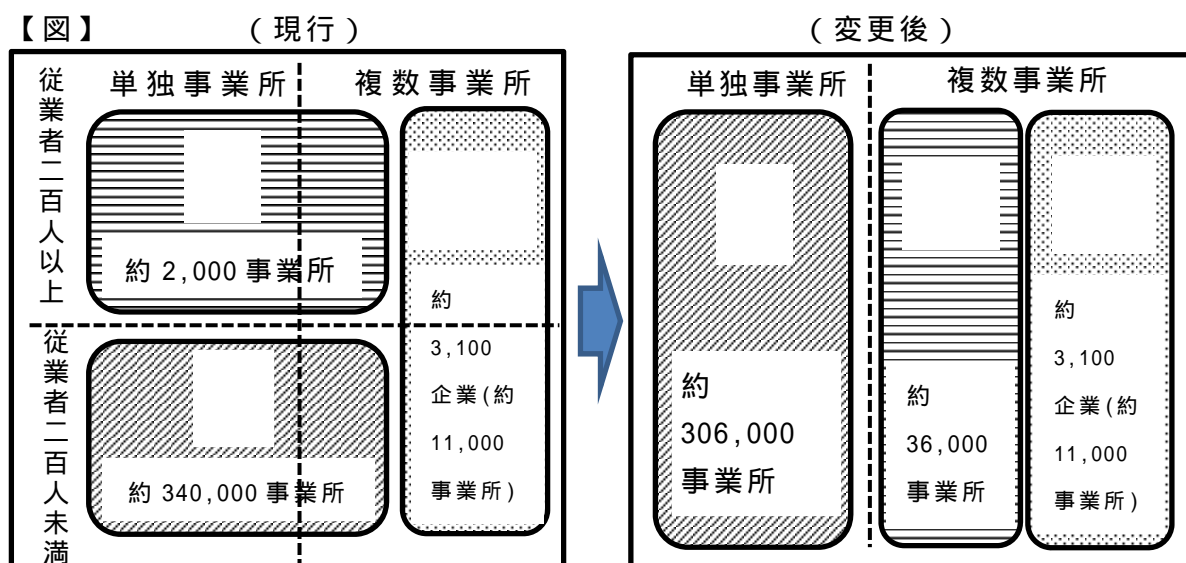 【図】
(現行)
従業者二百人以上
単独事業所
複数事業所
約 2,000 事業所
従業者二百人未満
約 340,000 事業所
約
3,100
企業(約
11,000
事業所)
(変更後)
単独事業所
複数事業所
約
306,000
事業所
約
36,000
事業所
約
3,100
企業(約
11,000
事業所)